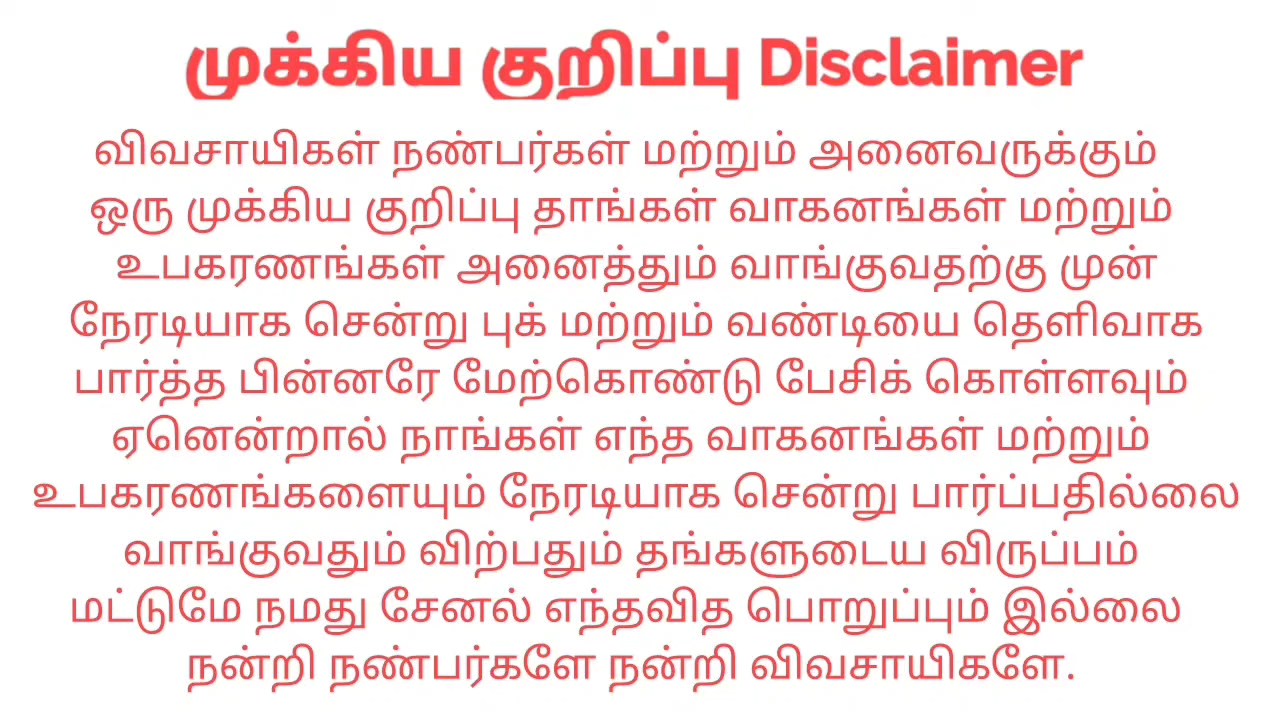 முக்கிய குறிப்பு Disclaimer
விவசாயிகள் நண்பர்கள் மற்றும் அனைவருக்கும்
ஒரு முக்கிய குறிப்பு தாங்கள் வாகனங்கள் மற்றும்
உபகரணங்கள் அனைத்தும் வாங்குவதற்கு முன்
நேரடியாக சென்று புக் மற்றும் வண்டியை தெளிவாக
பார்த்த பின்னரே மேற்கொண்டு பேசிக் கொள்ளவும்
ஏனென்றால் நாங்கள் எந்த வாகனங்கள் மற்றும்
உபகரணங்களையும் நேரடியாக சென்று பார்ப்பதில்லை
வாங்குவதும் விற்பதும் தங்களுடைய விருப்பம்
மட்டுமே நமது சேனல் எந்தவித பொறுப்பும் இல்லை
நன்றி நண்பர்களே நன்றி விவசாயிகளே.